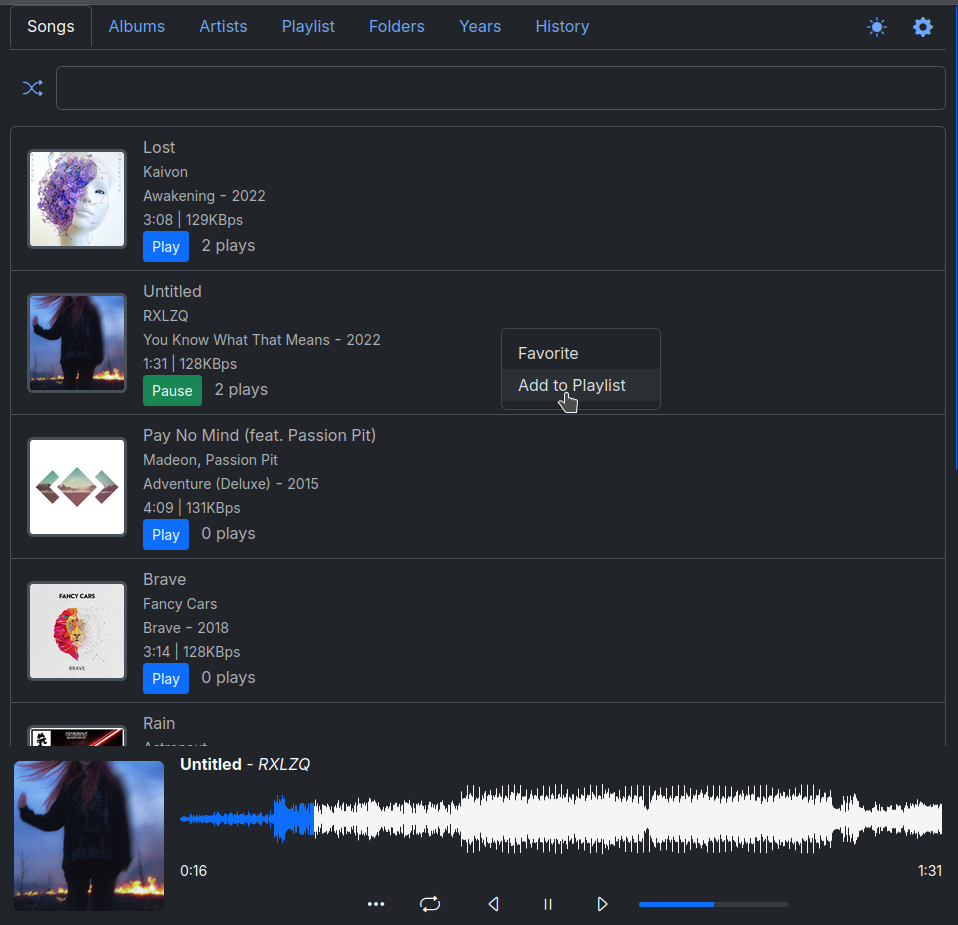 Songs Albums Artists Playlist Folders Years History
Lost
Kaivon
Awakening - 2022
3:08 | 129KBps
Play 2 plays
Untitled
RXLZQ
You Know What That Means - 2022
1:31 | 128KBps
Pause 2 plays
Favorite
Add to Playlist
Pay No Mind (feat. Passion Pit)
Madeon, Passion Pit
Adventure (Deluxe) - 2015
4:09 | 131KBps
Play 0 plays
FANCY CARS
BRAVE
Brave
Fancy Cars
Brave - 2018
3:14 | 128KBps
Play 0 plays
Rain
Astronaut
ASTRONAUT
Untitled - RXLZQ
0:16 1:31